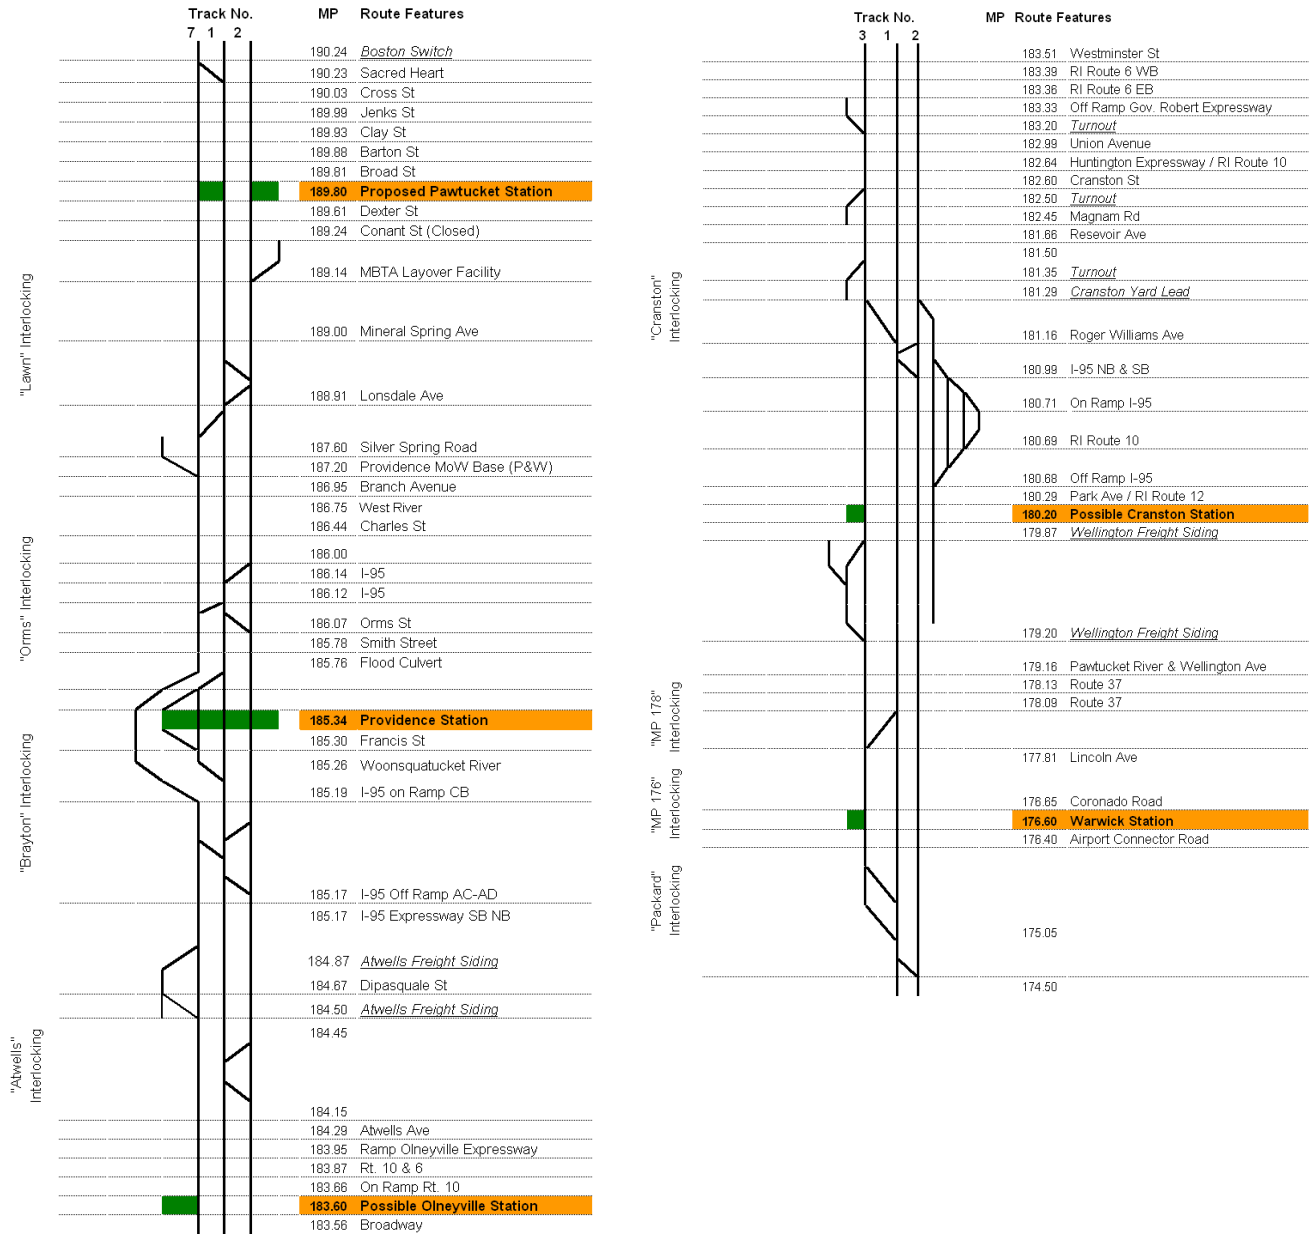 Track No. MP Route Features
7 1 2
190.24 Boston Switch
190.23 Sacred Heart
190.03 Cross St
189.99 Jenks St
189.93 Clay St
189.88 Barton St
189.81 Broad St
189.80 Proposed Pawtucket Station
189.61 Dexter St
189.24 Conant St (Closed)
189.14 MBTA Layover Facility
"Lawn" Interlocking
189.00 Mineral Spring Ave
188.91 Lonsdale Ave
187.60 Silver Spring Road
187.20 Providence MoW Base (P&W)
186.95 Branch Avenue
186.75 West River
186.44 Charles St
"Orms" Interlocking
186.00
186.14 I-95
186.12 I-95
186.07 Orms St
185.78 Smith Street
185.76 Flood Culvert
185.34 Providence Station
185.30 Francis St
"Brayton" Interlocking
185.26 Woonsquatucket River
185.19 I-95 on Ramp CB
185.17 I-95 Off Ramp AC-AD
185.17 I-95 Expressway SB NB
184.87 Atwells Freight Siding
184.67 Dipasquale St
184.50 Atwells Freight Siding
"Atwells"
Interlocking
184.45
184.15
184.29 Atwells Ave
183.95 Ramp Olneyville Expressway
183.87 Rt. 10 & 6
183.66 On Ramp Rt. 10
183.60 Possible Olneyville Station
183.56 Broadway
Track No. MP Route Features
3 1 2
183.51 Westminster St
183.39 RI Route 6 WB
183.36 RI Route 6 EB
183.33 Off Ramp Gov. Robert Expressway
183.20 Turnout
182.99 Union Avenue
182.64 Huntington Expressway / RI Route 10
182.60 Cranston St
182.50 Turnout
182.45 Magnam Rd
181.66 Resevoir Ave
181.50
181.35 Turnout
181.29 Cranston Yard Lead
"Cranston"
Interlocking
181.16 Roger Williams Ave
180.99 I-95 NB & SB
180.71 On Ramp I-95
180.69 RI Route 10
180.68 Off Ramp I-95
180.29 Park Ave / RI Route 12
180.20 Possible Cranston Station
179.87 Wellington Freight Siding
179.20 Wellington Freight Siding
179.16 Pawtucket River & Wellington Ave
178.13 Route 37
178.09 Route 37
"MP 178"
Interlocking
177.81 Lincoln Ave
"MP 176"
Interlocking
176.65 Coronado Road
176.60 Warwick Station
176.40 Airport Connector Road
"Packard"
Interlocking
175.05
174.50